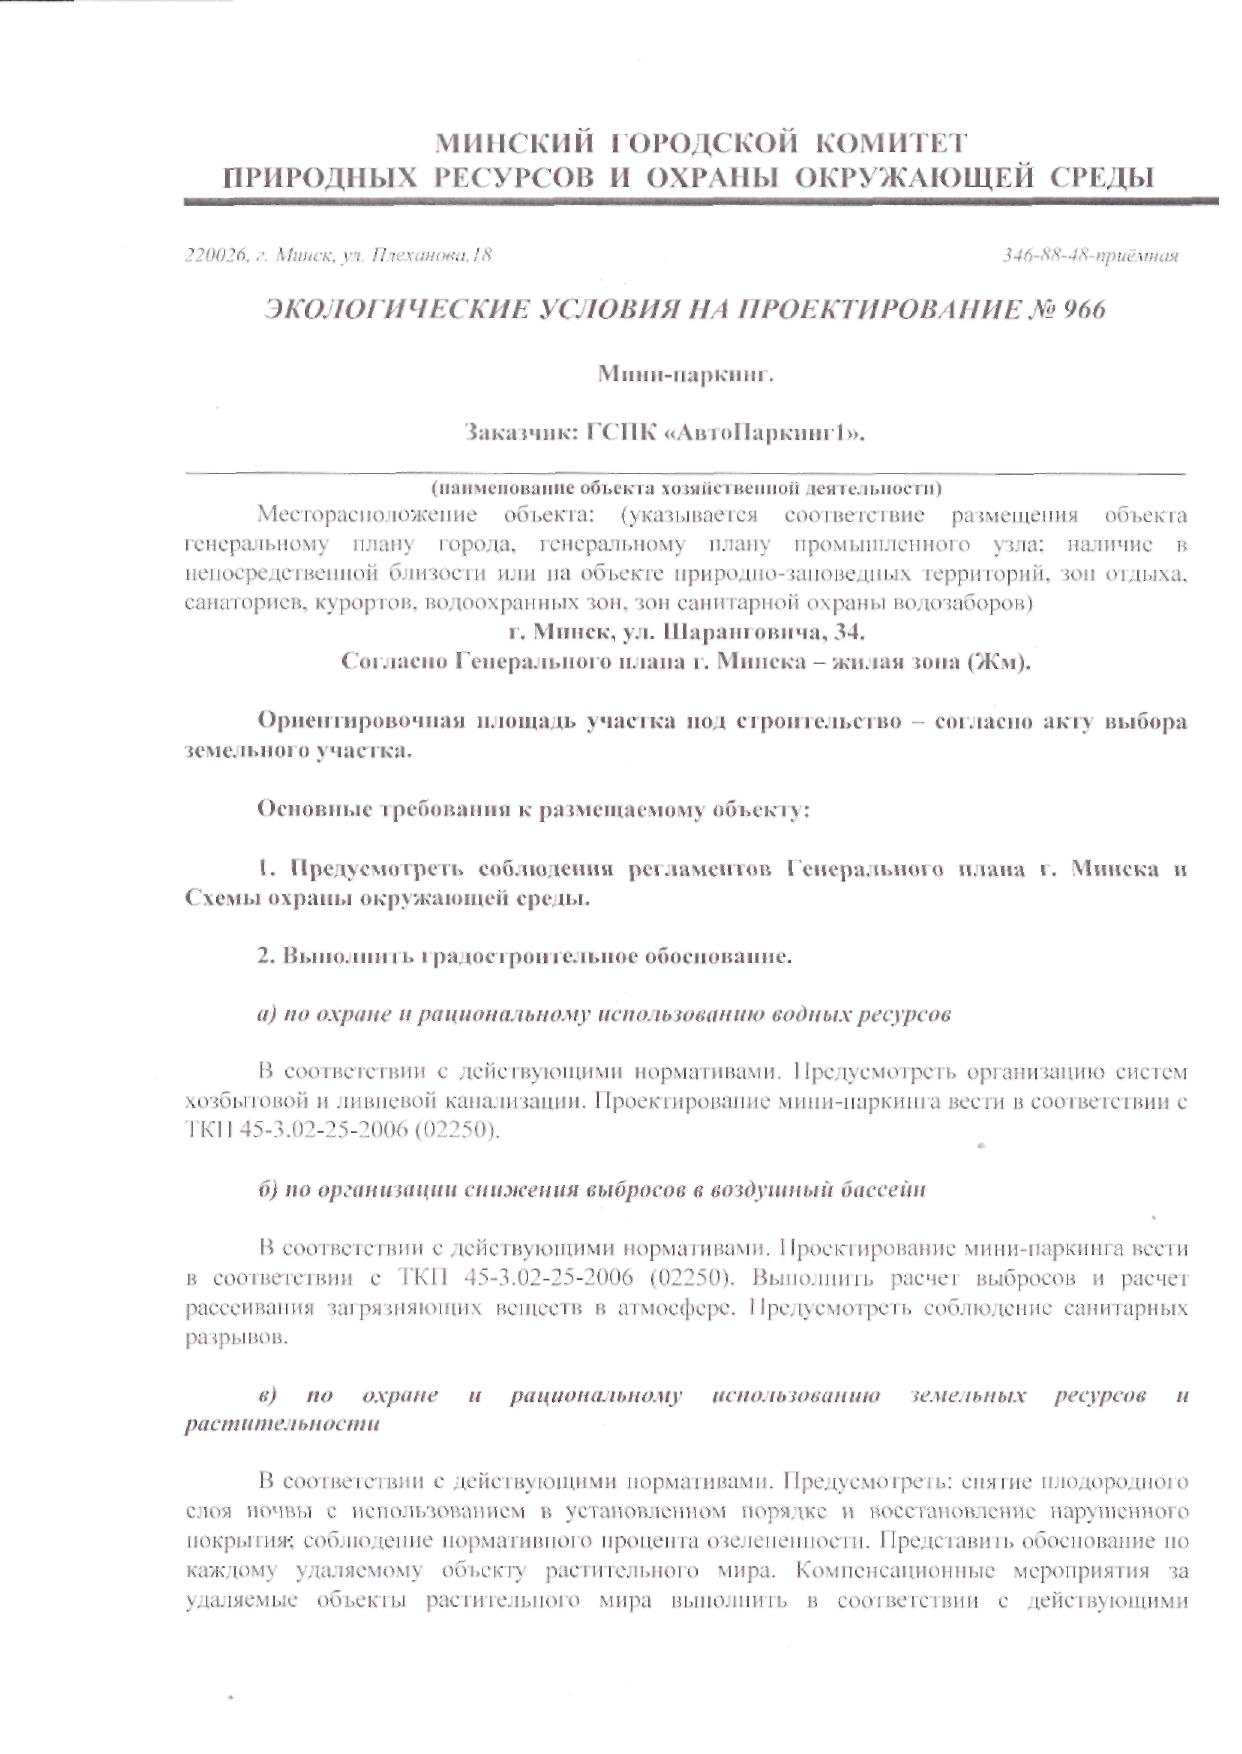 МИНСКИЙ ГОРОДСКОЙ КОМИТЕТ
ПРИРОДНЫХ РЕСУРСОВ И ОХРАНЫ ОКРУЖАЮЩЕЙ СРЕДЫ
220026, г. Минск, ул. Плеханова,18 346-88-48-приёмная
ЭКОЛОГИЧЕСКИЕ УСЛОВИЯ НА ПРОЕКТИРОВАНИЕ № 966
Мини-паркинг.
Заказчик: ГСПК «АвтоПаркинг1».
(наименование объекта хозяйственной деятельности)
Месторасположение объекта: (указывается соответствие размещения объекта
генеральному плану города, генеральному плану промышленного узла; наличие в
непосредственной близости или на объекте природно-заповедных территорий, зон отдыха,
санаториев, курортов, водоохранных зон, зон санитарной охраны водозаборов)
г. Минск, ул. Шаранговича, 34.
Согласно Генерального плана г. Минска – жилая зона (Жм).
Ориентировочная площадь участка под строительство – согласно акту выбора
земельного участка.
Основные требования к размещаемому объекту:
1. Предусмотреть соблюдения регламентов Генерального плана г. Минска и
Схемы охраны окружающей среды.
2. Выполнить градостроительное обоснование.
а) по охране и рациональному использованию водных ресурсов
В соответствии с действующими нормативами. Предусмотреть организацию систем
хозбытовой и ливневой канализации. Проектирование мини-паркинга вести в соответствии с
ТКП 45-3.02-25-2006 (02250).
б) по организации снижения выбросов в воздушный бассейн
В соответствии с действующими нормативами. Проектирование мини-паркинга вести
в соответствии с ТКП 45-3.02-25-2006 (02250). Выполнить расчет выбросов и расчет
рассеивания загрязняющих веществ в атмосфере. Предусмотреть соблюдение санитарных
разрывов.
в) по охране и рациональному использованию земельных ресурсов и
растительности
В соответствии с действующими нормативами. Предусмотреть: снятие плодородного
слоя почвы с использованием в установленном порядке и восстановление нарушенного
покрытия; соблюдение нормативного процента озелененности. Представить обоснование по
каждому удаляемому объекту растительного мира. Компенсационные мероприятия за
удаляемые объекты растительного мира выполнить в соответствии с действующими